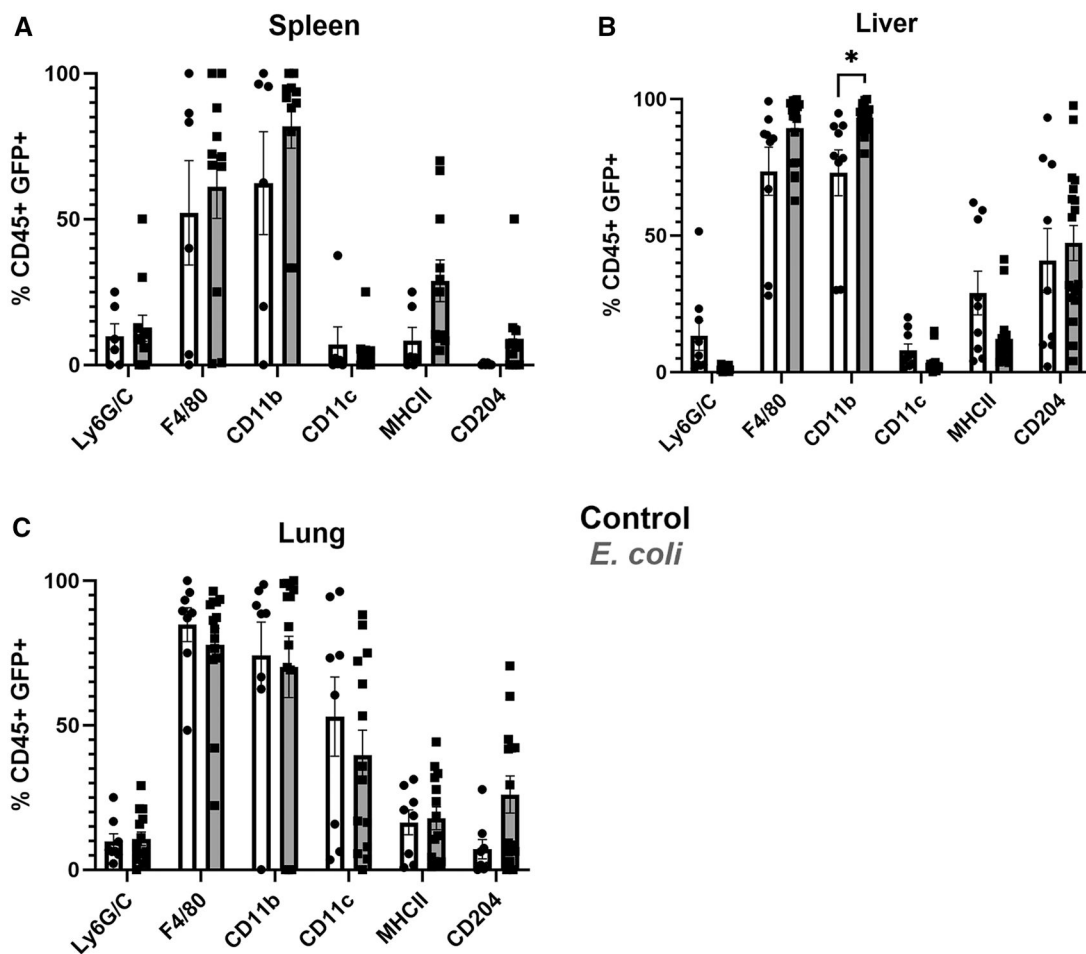 A
Spleen
% CD45+ GFP+
100
50
0
Ly6G/C
F4/80
CD11b
CD11c
MHCII
CD204
B
Liver
*
% CD45+ GFP+
100
50
0
Ly6G/C
F4/80
CD11b
CD11c
MHCII
CD204
C
Lung
% CD45+ GFP+
100
50
0
Ly6G/C
F4/80
CD11b
CD11c
MHCII
CD204
Control
E. coli